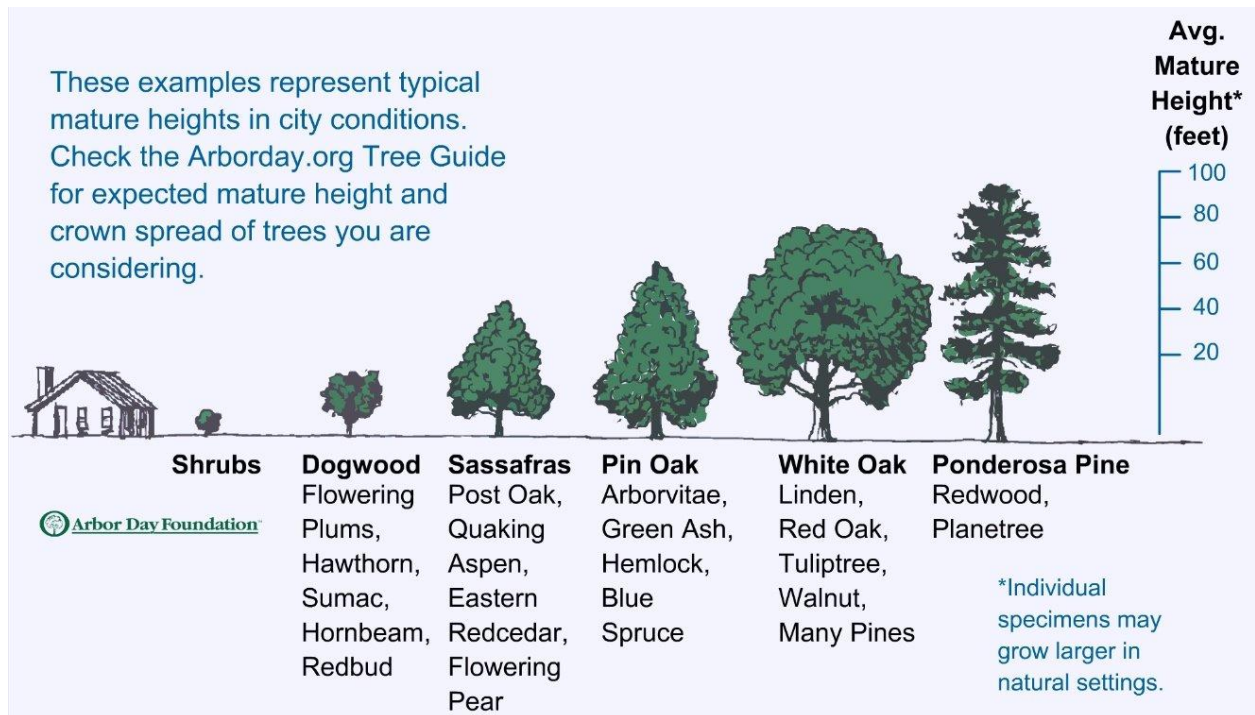 These examples represent typical
mature heights in city conditions.
Check the Arborday.org Tree Guide
for expected mature height and
crown spread of trees you are
considering.
Avg.
Mature
Height*
(feet)
100
80
60
40
20
Shrubs
Dogwood
Flowering
Plums,
Hawthorn,
Sumac,
Hornbeam,
Redbud
Sassafras
Post Oak,
Quaking
Aspen,
Eastern
Redcedar,
Flowering
Pear
Pin Oak
Arborvitae,
Green Ash,
Hemlock,
Blue
Spruce
White Oak
Linden,
Red Oak,
Tuliptree,
Walnut,
Many Pines
Ponderosa Pine
Redwood,
Planetree
Arbor Day Foundation
*Individual
specimens may
grow larger in
natural settings.